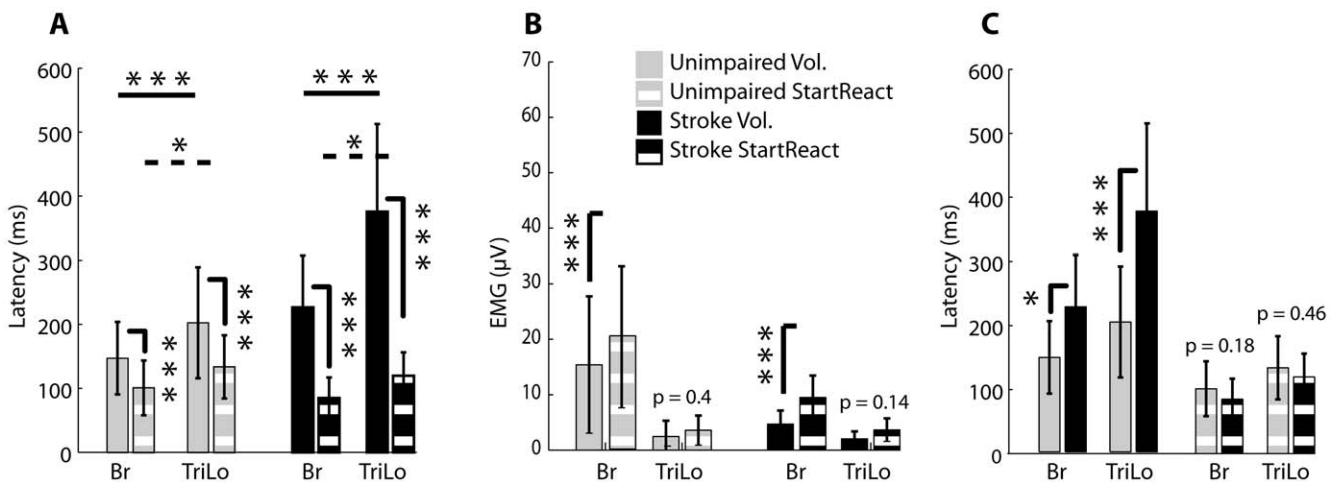 A
B
C
600
500
400
300
200
100
0
Latency (ms)
* * *
*
* * *
*
* * *
* * *
* * *
* * *
Br
TriLo
Br
TriLo
70
60
50
40
30
20
10
0
EMG (µV)
Unimpaired Vol.
Unimpaired StartReact
Stroke Vol.
Stroke StartReact
* * *
p = 0.4
* * *
p = 0.14
Br
TriLo
Br
TriLo
600
500
400
300
200
100
0
Latency (ms)
*
* * *
p = 0.18
p = 0.46
Br
TriLo
Br
TriLo